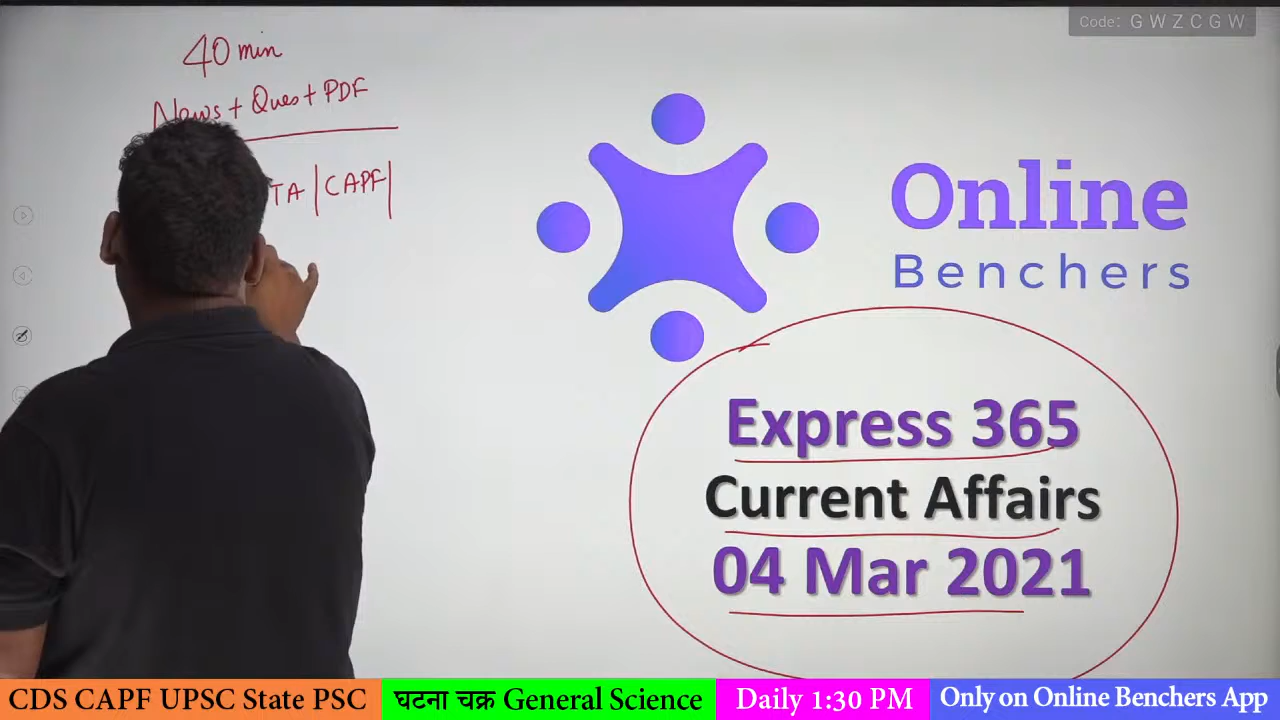 Code: G W Z C G W
40 min
News + Ques + PDF
TA | CAPF |
Online
Benchers
Express 365
Current Affairs
04 Mar 2021
CDS CAPF UPSC State PSC
घटना चक्र General Science
Daily 1:30 PM
Only on Online Benchers App